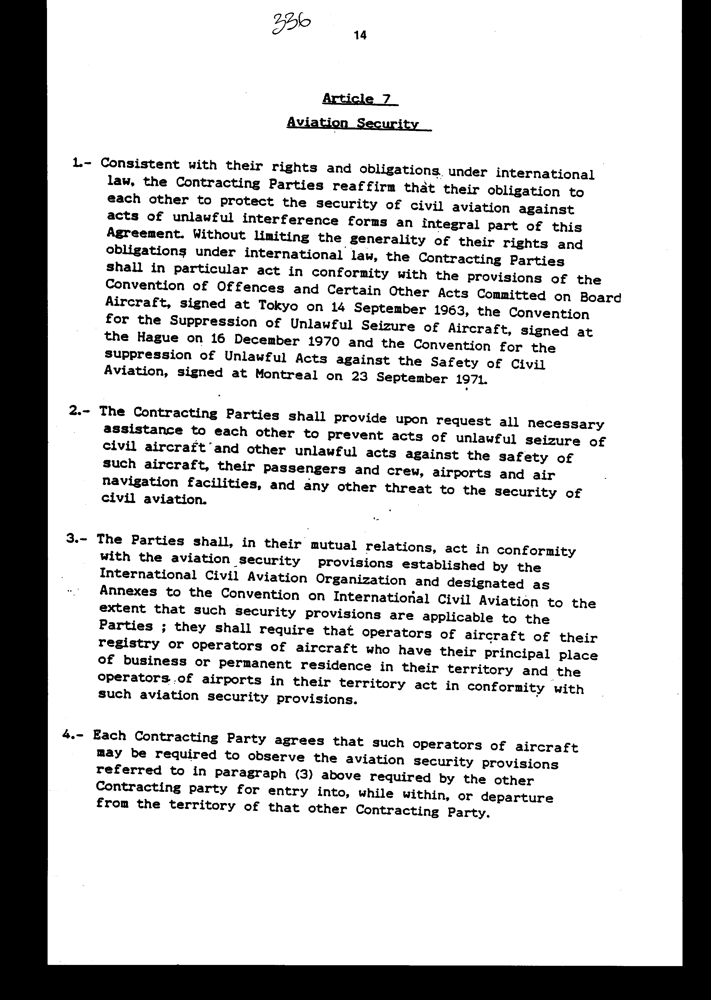 336
14
Article 7
Aviation Security
1.- Consistent with their rights and obligations under international
law, the Contracting Parties reaffirm that their obligation to
each other to protect the security of civil aviation against
acts of unlawful interference forms an integral part of this
Agreement. Without limiting the generality of their rights and
obligations under international law, the Contracting Parties
shall in particular act in conformity with the provisions of the
Convention of Offences and Certain Other Acts Committed on Board
Aircraft, signed at Tokyo on 14 September 1963, the Convention
for the Suppression of Unlawful Seizure of Aircraft, signed at
the Hague on 16 December 1970 and the Convention for the
suppression of Unlawful Acts against the Safety of Civil
Aviation, signed at Montreal on 23 September 1971.
2.- The Contracting Parties shall provide upon request all necessary
assistance to each other to prevent acts of unlawful seizure of
civil aircraft and other unlawful acts against the safety of
such aircraft, their passengers and crew, airports and air
navigation facilities, and any other threat to the security of
civil aviation.
3.- The Parties shall, in their mutual relations, act in conformity
with the aviation security provisions established by the
International Civil Aviation Organization and designated as
Annexes to the Convention on International Civil Aviation to the
extent that such security provisions are applicable to the
Parties ; they shall require that operators of aircraft of their
registry or operators of aircraft who have their principal place
of business or permanent residence in their territory and the
operators of airports in their territory act in conformity with
such aviation security provisions.
4.- Each Contracting Party agrees that such operators of aircraft
may be required to observe the aviation security provisions
referred to in paragraph (3) above required by the other
Contracting party for entry into, while within, or departure
from the territory of that other Contracting Party.